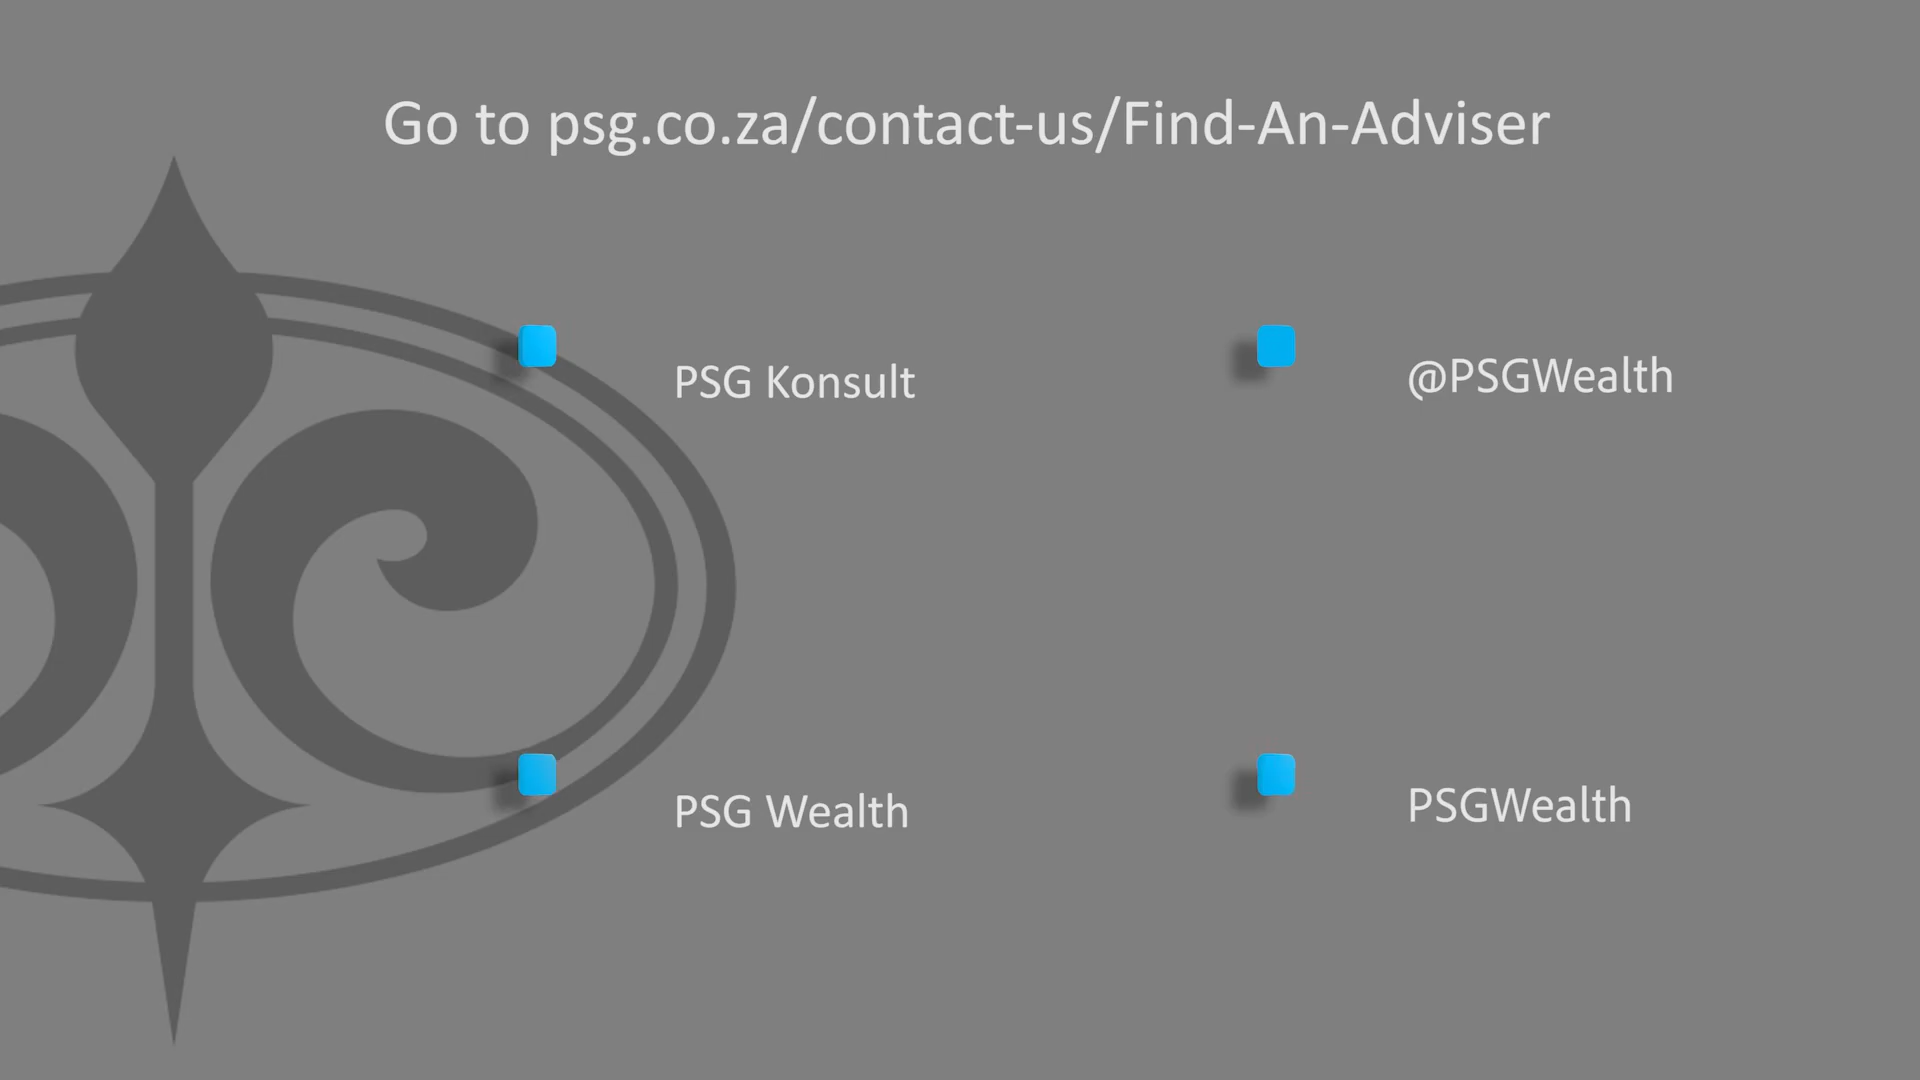 Go to psg.co.za/contact-us/Find-An-Adviser
PSG Konsult
@PSGWealth
PSG Wealth
PSGWealth